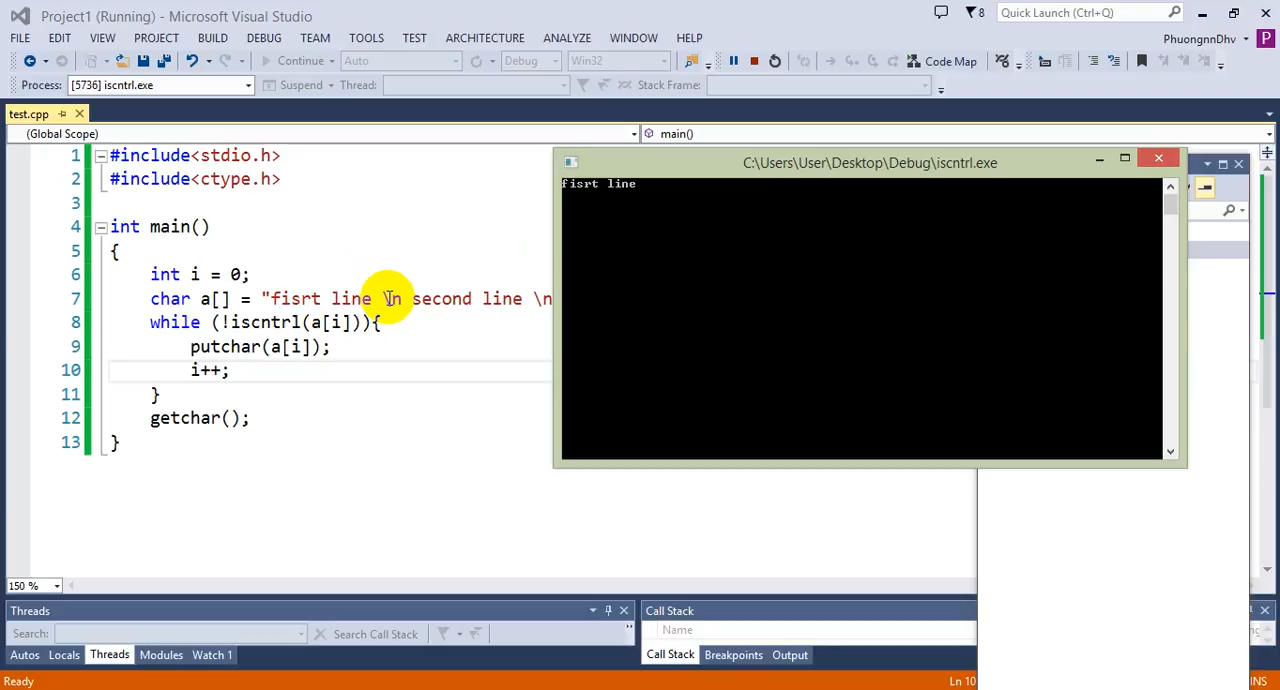 Project1 (Running) - Microsoft Visual Studio
8
Quick Launch (Ctrl+Q)
FILE EDIT VIEW PROJECT BUILD DEBUG TEAM TOOLS TEST ARCHITECTURE ANALYZE WINDOW HELP
PhuongnnDhv
P
Continue Auto Debug Win32 Code Map
Process: [5736] iscntrl.exe Suspend Thread: Stack Frame:
test.cpp
(Global Scope) main()
1 #include<stdio.h>
2 #include<ctype.h>
3
4 int main()
5 {
6 int i = 0;
7 char a[] = "fisrt line \n second line \n
8 while (!iscntrl(a[i])){
9 putchar(a[i]);
10 i++;
11 }
12 getchar();
13 }
C:\Users\User\Desktop\Debug\iscntrl.exe
fisrt line
150 %
Threads
Search: Search Call Stack
Autos Locals Threads Modules Watch 1
Call Stack
Name
Call Stack Breakpoints Output
Ready
Ln 10
INS